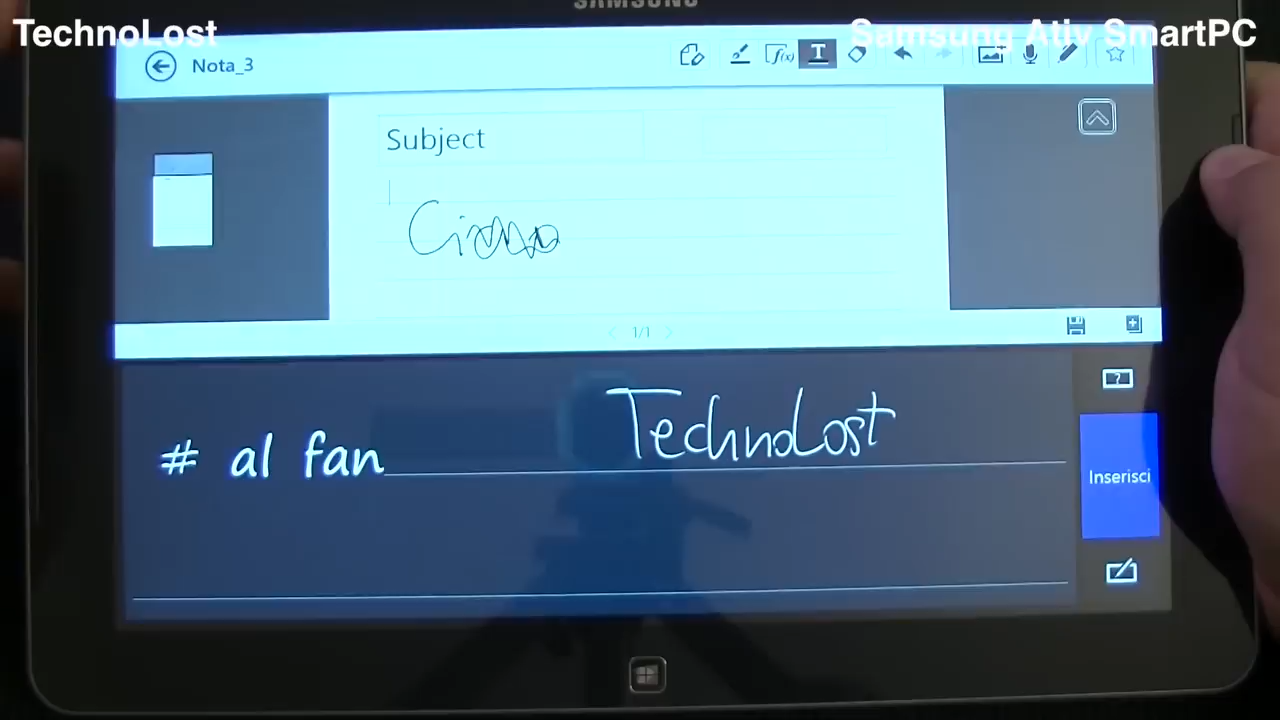 SAMSUNG
TechnoLost
Samsung Ativ SmartPC
Nota_3
f(x)
T
Subject
1/1
?
# al fan
TechnoLost
Inserisci